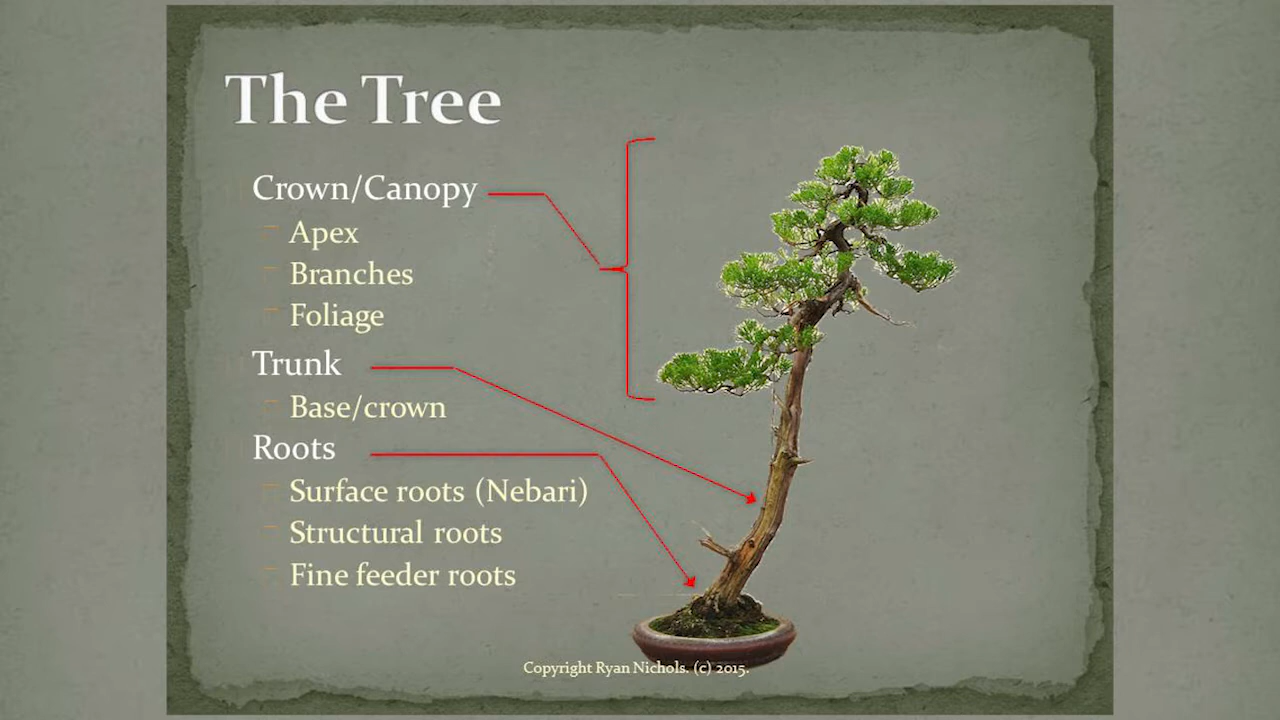 The Tree
Crown/Canopy
Apex
Branches
Foliage
Trunk
Base/crown
Roots
Surface roots (Nebari)
Structural roots
Fine feeder roots
Copyright Ryan Nichols. (c) 2015.